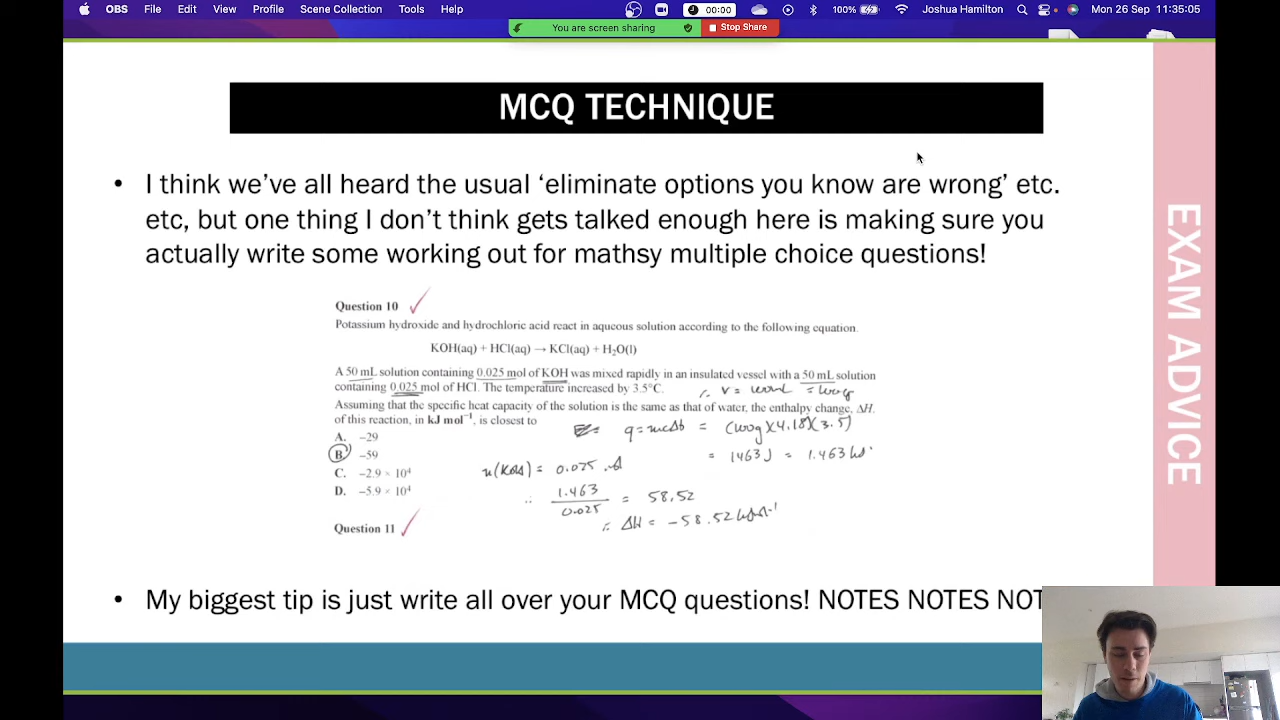 OBS File Edit View Profile Scene Collection Tools Help 00:00 100% Joshua Hamilton Mon 26 Sep 11:35:05
You are screen sharing Stop Share
MCQ TECHNIQUE
• I think we've all heard the usual 'eliminate options you know are wrong' etc.
etc, but one thing I don't think gets talked enough here is making sure you
actually write some working out for mathsy multiple choice questions!
Question 10
Potassium hydroxide and hydrochloric acid react in aqueous solution according to the following equation.
KOH(aq) + HCl(aq) → KCl(aq) + H₂O(l)
A 50 mL solution containing 0.025 mol of KOH was mixed rapidly in an insulated vessel with a 50 mL solution
containing 0.025 mol of HCl. The temperature increased by 3.5°C.
∴ V = 100mL = 100g
Assuming that the specific heat capacity of the solution is the same as that of water, the enthalpy change, ΔH,
of this reaction, in kJ mol⁻¹, is closest to
q = mcΔt = (100g)(4.18)(3.5)
A. −29
B. −59
= 1463J = 1.463 kJ
n(KOH) = 0.025
C. −2.9 × 10⁴
D. −5.9 × 10⁴
∴ 1.463
0.025
= 58.52
∴ ΔH = −58.52
Question 11
• My biggest tip is just write all over your MCQ questions! NOTES NOTES NOT
EXAM ADVICE